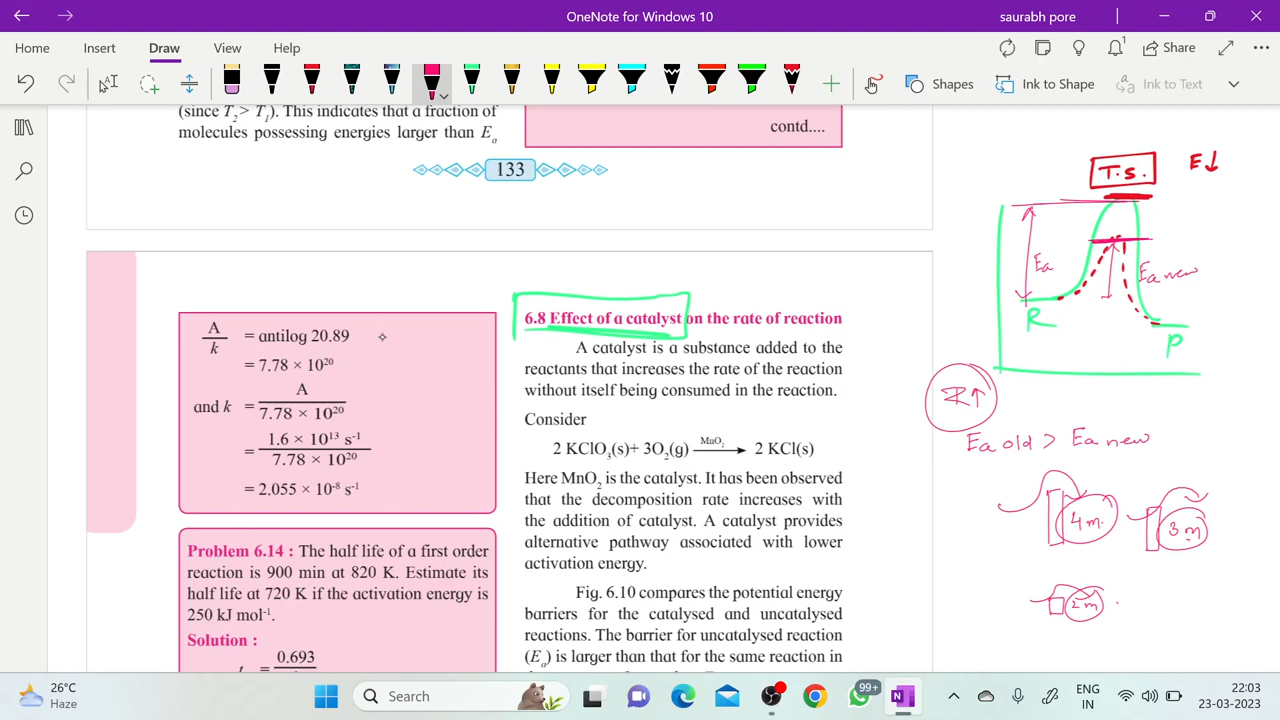 OneNote for Windows 10
saurabh pore
Home Insert Draw View Help
Share
Shapes
Ink to Shape
Ink to Text
(since T₂> T₁). This indicates that a fraction of
molecules possessing energies larger than Eₐ
contd....
133
A/k = antilog 20.89
= 7.78 × 10²⁰
and k = A / 7.78 × 10²⁰
= 1.6 × 10¹³ s⁻¹ / 7.78 × 10²⁰
= 2.055 × 10⁻⁸ s⁻¹
Problem 6.14 : The half life of a first order
reaction is 900 min at 820 K. Estimate its
half life at 720 K if the activation energy is
250 kJ mol⁻¹.
Solution :
0.693
6.8 Effect of a catalyst on the rate of reaction
A catalyst is a substance added to the
reactants that increases the rate of the reaction
without itself being consumed in the reaction.
Consider
2 KClO₃(s)+ 3O₂(g) MnO₂ 2 KCl(s)
Here MnO₂ is the catalyst. It has been observed
that the decomposition rate increases with
the addition of catalyst. A catalyst provides
alternative pathway associated with lower
activation energy.
Fig. 6.10 compares the potential energy
barriers for the catalysed and uncatalysed
reactions. The barrier for uncatalysed reaction
(Eₐ) is larger than that for the same reaction in
T.S.
E↓
Ea
Ea new
R
P
R↑
Ea old > Ea new
4 m.
3 m
2 m
26°C
Haze
Search
99+
ENG
IN
22:03
23-03-2023